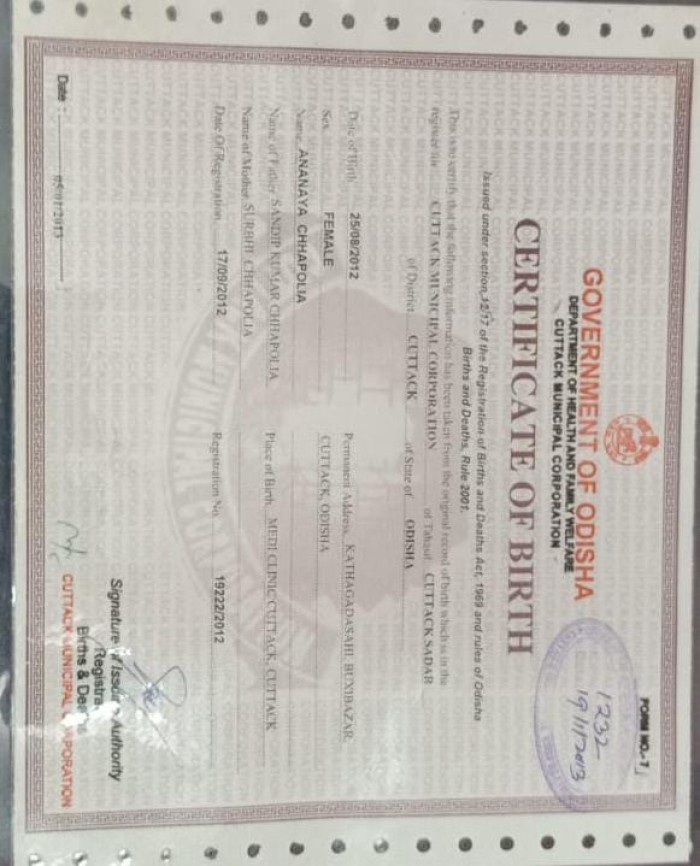 FORM NO.- 7
1232
19/1/2013
GOVERNMENT OF ODISHA
DEPARTMENT OF HEALTH AND FAMILY WELFARE
CUTTACK MUNICIPAL CORPORATION
CERTIFICATE OF BIRTH
Issued under section 12/17 of the Registration of Births and Deaths Act, 1969 and rules of Odisha
Births and Deaths, Rule 2001.
This is to certify that the following information has been taken from the original record of birth which is in the
register for CUTTACK MUNICIPAL CORPORATION of Tahasil CUTTACK SADAR
of District CUTTACK of State of ODISHA
Date of Birth 25/08/2012 Permanent Address KATHAGADASAHI, BUXIBAZAR,
Sex FEMALE CUTTACK, ODISHA
Name ANANAYA CHHAPOLIA
Name of Father SANDIP KUMAR CHHAPOLIA Place of Birth MEDI CLINIC CUTTACK, CUTTACK
Name of Mother SURBHI CHHAPOLIA
Date Of Registration 17/09/2012 Registration No. 19222/2012
Signature of Issuing Authority
Registrar
Births & Deaths
Date : 05/01/2013 CUTTACK MUNICIPAL CORPORATION